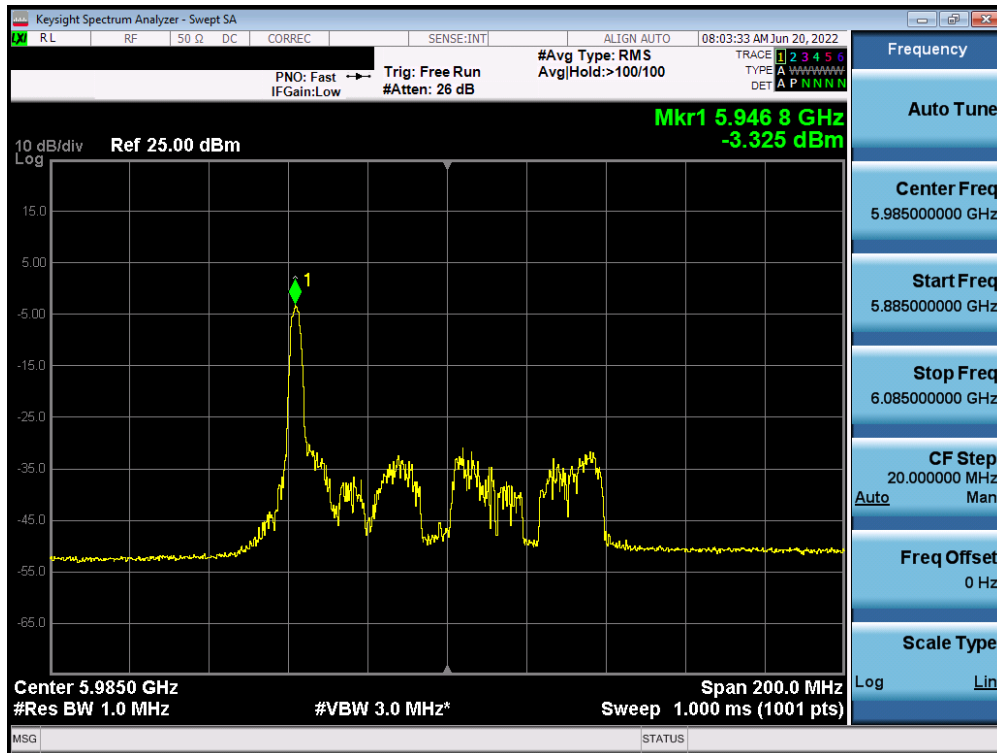 Keysight Spectrum Analyzer - Swept SA
LXI RL RF 50 Ω DC CORREC SENSE:INT ALIGN AUTO 08:03:33 AM Jun 20, 2022
PNO: Fast Trig: Free Run #Avg Type: RMS TRACE 1 2 3 4 5 6
IFGain:Low #Atten: 26 dB Avg|Hold:>100/100 TYPE A WWWWW
DET A P N N N N
Mkr1 5.946 8 GHz
-3.325 dBm
10 dB/div Ref 25.00 dBm
Log
15.0
5.00
1
-5.00
-15.0
-25.0
-35.0
-45.0
-55.0
-65.0
Center 5.9850 GHz Span 200.0 MHz
#Res BW 1.0 MHz #VBW 3.0 MHz* Sweep 1.000 ms (1001 pts)
MSG STATUS
Frequency
Auto Tune
Center Freq
5.985000000 GHz
Start Freq
5.885000000 GHz
Stop Freq
6.085000000 GHz
CF Step
20.000000 MHz
Auto Man
Freq Offset
0 Hz
Scale Type
Log Lin